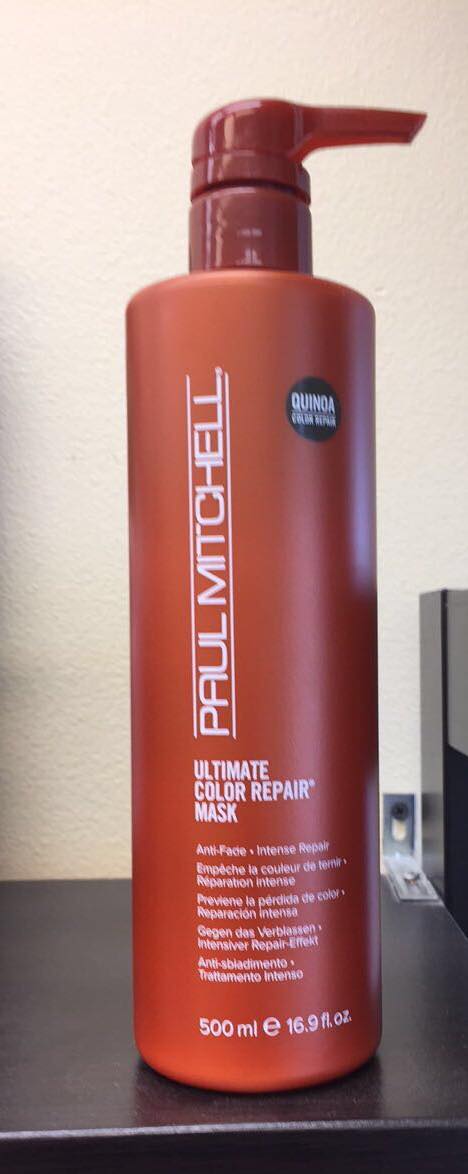 QUINOA
COLOR REPAIR
PAUL MITCHELL®
ULTIMATE
COLOR REPAIR®
MASK
Anti-Fade • Intense Repair
Empêche la couleur de ternir •
Réparation intense
Previene la pérdida de color •
Reparación intensa
Gegen das Verblassen •
Intensiver Repair-Effekt
Anti-sbiadimento •
Trattamento Intenso
500 ml ℮ 16.9 fl. oz.